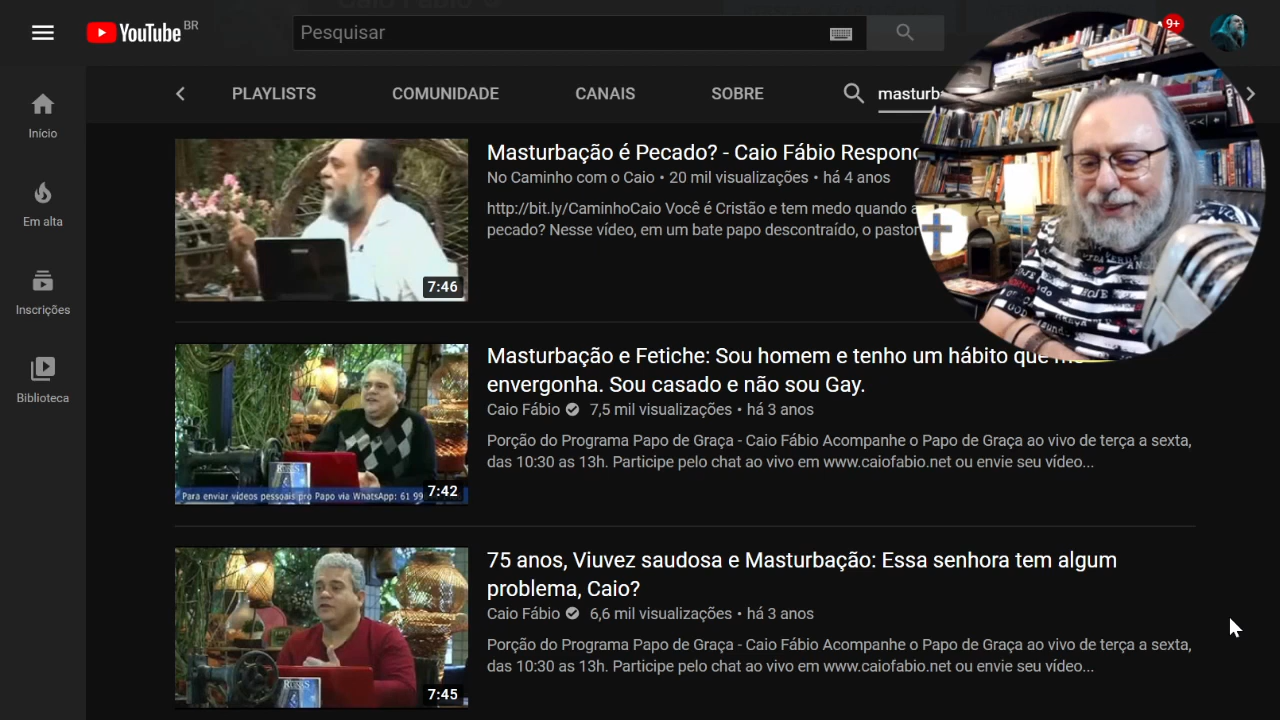 YouTube BR
Pesquisar
9+
PLAYLISTS COMUNIDADE CANAIS SOBRE masturb
Início
Em alta
Inscrições
Biblioteca
Masturbação é Pecado? - Caio Fábio Respond
No Caminho com o Caio • 20 mil visualizações • há 4 anos
http://bit.ly/CaminhoCaio Você é Cristão e tem medo quando a
pecado? Nesse vídeo, em um bate papo descontraído, o pastor
7:46
Masturbação e Fetiche: Sou homem e tenho um hábito que
envergonha. Sou casado e não sou Gay.
Caio Fábio 7,5 mil visualizações • há 3 anos
Porção do Programa Papo de Graça - Caio Fábio Acompanhe o Papo de Graça ao vivo de terça a sexta,
das 10:30 as 13h. Participe pelo chat ao vivo em www.caiofabio.net ou envie seu vídeo...
Para enviar vídeos pessoais pro Papo via WhatsApp: 61 99
7:42
75 anos, Viuvez saudosa e Masturbação: Essa senhora tem algum
problema, Caio?
Caio Fábio 6,6 mil visualizações • há 3 anos
Porção do Programa Papo de Graça - Caio Fábio Acompanhe o Papo de Graça ao vivo de terça a sexta,
das 10:30 as 13h. Participe pelo chat ao vivo em www.caiofabio.net ou envie seu vídeo...
7:45